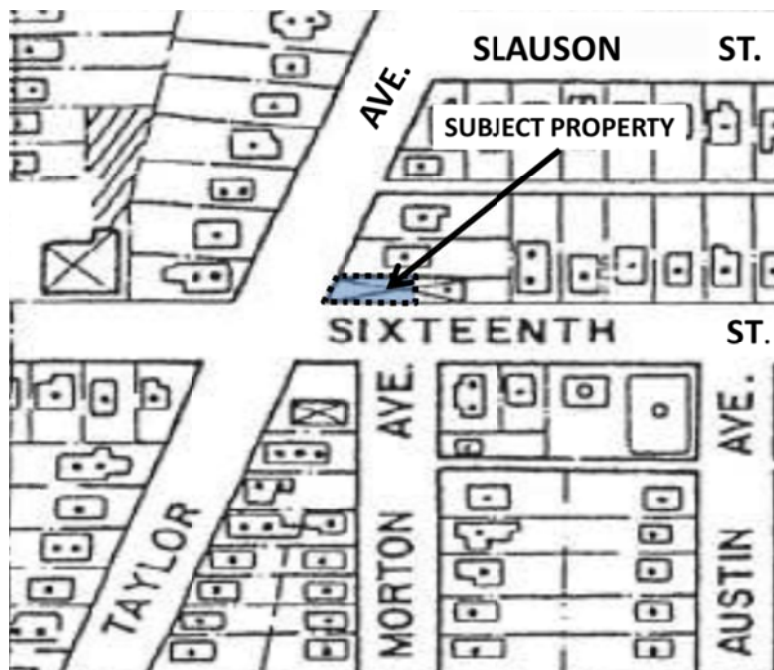 SLAUSON ST.
AVE.
SUBJECT PROPERTY
SIXTEENTH ST.
TAYLOR
MORTON AVE.
AUSTIN AVE.